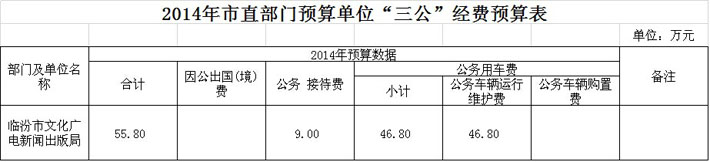 2014年市直部门预算单位“三公”经费预算表
单位：万元
部门及单位名称
2014年预算数据
备注
合计
因公出国(境)费
公务 接待费
公务用车费
小计
公务车辆运行维护费
公务车辆购置费
临汾市文化广电新闻出版局
55.80
9.00
46.80
46.80